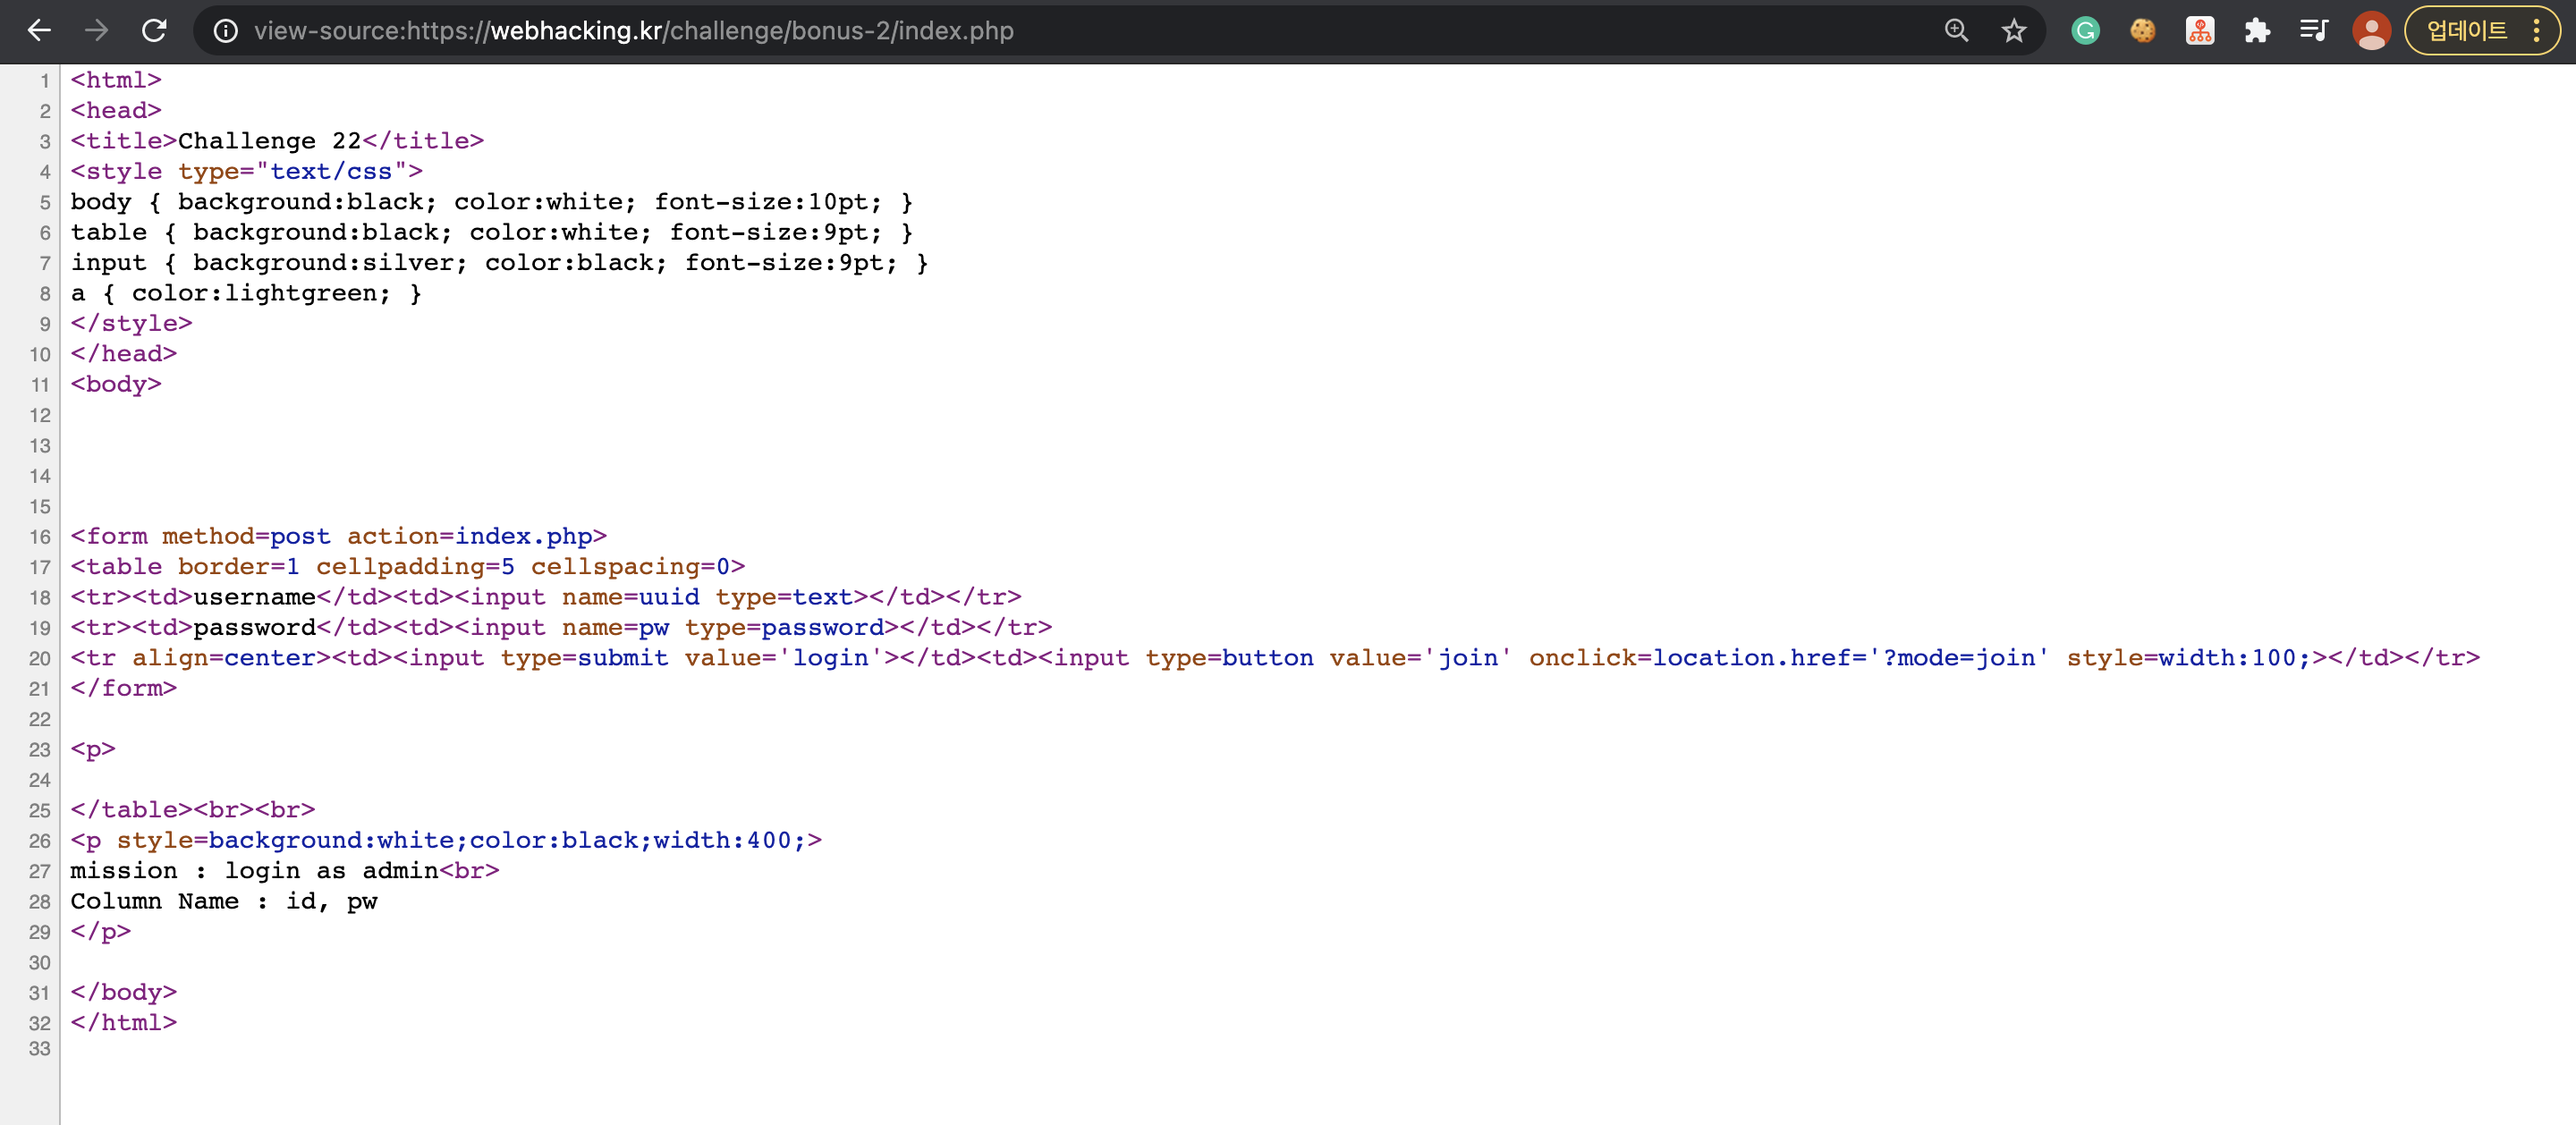 view-source:https://webhacking.kr/challenge/bonus-2/index.php
업데이트
1 <html>
2 <head>
3 <title>Challenge 22</title>
4 <style type="text/css">
5 body { background:black; color:white; font-size:10pt; }
6 table { background:black; color:white; font-size:9pt; }
7 input { background:silver; color:black; font-size:9pt; }
8 a { color:lightgreen; }
9 </style>
10 </head>
11 <body>
12
13
14
15
16 <form method=post action=index.php>
17 <table border=1 cellpadding=5 cellspacing=0>
18 <tr><td>username</td><td><input name=uuid type=text></td></tr>
19 <tr><td>password</td><td><input name=pw type=password></td></tr>
20 <tr align=center><td><input type=submit value='login'></td><td><input type=button value='join' onclick=location.href='?mode=join' style=width:100;></td></tr>
21 </form>
22
23 <p>
24
25 </table><br><br>
26 <p style=background:white;color:black;width:400;>
27 mission : login as admin<br>
28 Column Name : id, pw
29 </p>
30
31 </body>
32 </html>
33